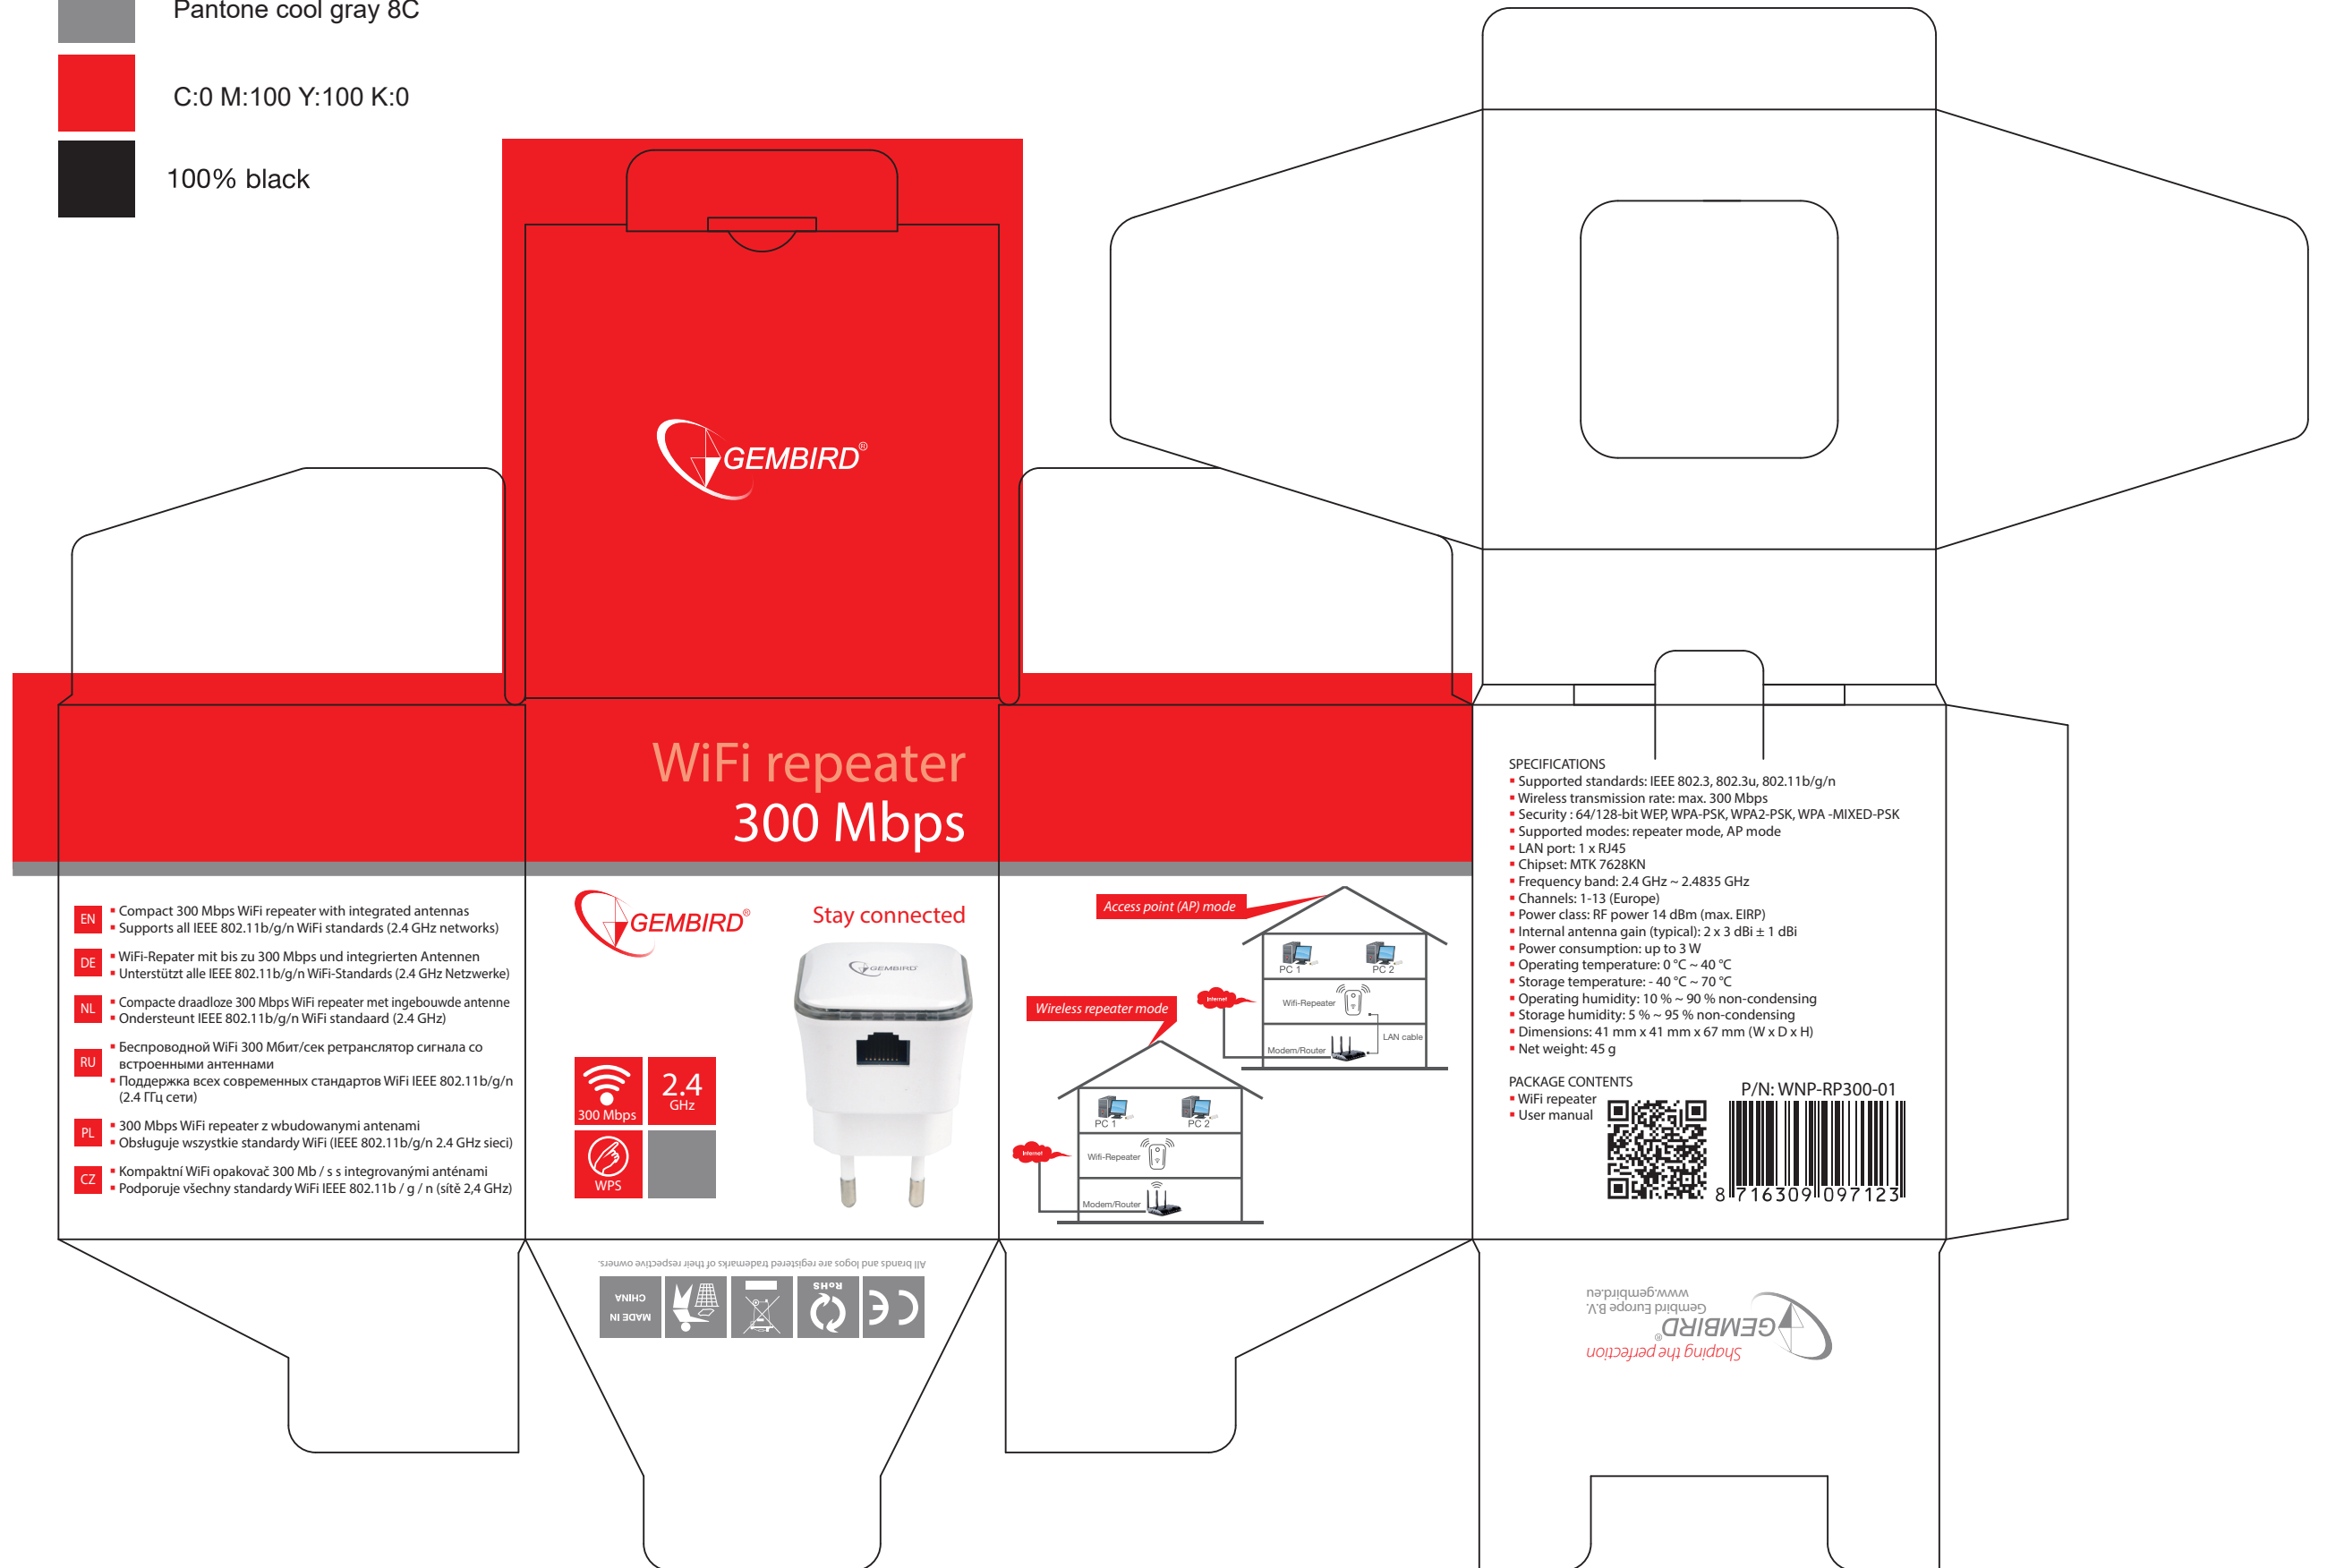 Pantone cool gray 8C
C:0 M:100 Y:100 K:0
100% black
GEMBIRD®
WiFi repeater
300 Mbps
EN
▪ Compact 300 Mbps WiFi repeater with integrated antennas
▪ Supports all IEEE 802.11b/g/n WiFi standards (2.4 GHz networks)
DE
▪ WiFi-Repater mit bis zu 300 Mbps und integrierten Antennen
▪ Unterstützt alle IEEE 802.11b/g/n WiFi-Standards (2.4 GHz Netzwerke)
NL
▪ Compacte draadloze 300 Mbps WiFi repeater met ingebouwde antenne
▪ Ondersteunt IEEE 802.11b/g/n WiFi standaard (2.4 GHz)
RU
▪ Беспроводной WiFi 300 Мбит/сек ретранслятор сигнала со
встроенными антеннами
▪ Поддержка всех современных стандартов WiFi IEEE 802.11b/g/n
(2.4 ГГц сети)
PL
▪ 300 Mbps WiFi repeater z wbudowanymi antenami
▪ Obsługuje wszystkie standardy WiFi (IEEE 802.11b/g/n 2.4 GHz sieci)
CZ
▪ Kompaktní WiFi opakovač 300 Mb / s s integrovanými anténami
▪ Podporuje všechny standardy WiFi IEEE 802.11b / g / n (sítě 2,4 GHz)
GEMBIRD®
Stay connected
GEMBIRD
300 Mbps
2.4
GHz
WPS
Access point (AP) mode
PC 1
PC 2
Internet
Wifi-Repeater
LAN cable
Modem/Router
Wireless repeater mode
PC 1
PC 2
Internet
Wifi-Repeater
Modem/Router
SPECIFICATIONS
▪ Supported standards: IEEE 802.3, 802.3u, 802.11b/g/n
▪ Wireless transmission rate: max. 300 Mbps
▪ Security : 64/128-bit WEP, WPA-PSK, WPA2-PSK, WPA -MIXED-PSK
▪ Supported modes: repeater mode, AP mode
▪ LAN port: 1 x RJ45
▪ Chipset: MTK 7628KN
▪ Frequency band: 2.4 GHz ~ 2.4835 GHz
▪ Channels: 1-13 (Europe)
▪ Power class: RF power 14 dBm (max. EIRP)
▪ Internal antenna gain (typical): 2 x 3 dBi ± 1 dBi
▪ Power consumption: up to 3 W
▪ Operating temperature: 0 °C ~ 40 °C
▪ Storage temperature: - 40 °C ~ 70 °C
▪ Operating humidity: 10 % ~ 90 % non-condensing
▪ Storage humidity: 5 % ~ 95 % non-condensing
▪ Dimensions: 41 mm x 41 mm x 67 mm (W x D x H)
▪ Net weight: 45 g
PACKAGE CONTENTS
▪ WiFi repeater
▪ User manual
P/N: WNP-RP300-01
8 716309 097123
All brands and logos are registered trademarks of their respective owners.
CE
RoHS
MADE IN
CHINA
Shaping the perfection
GEMBIRD®
Gembird Europe B.V.
www.gembird.eu